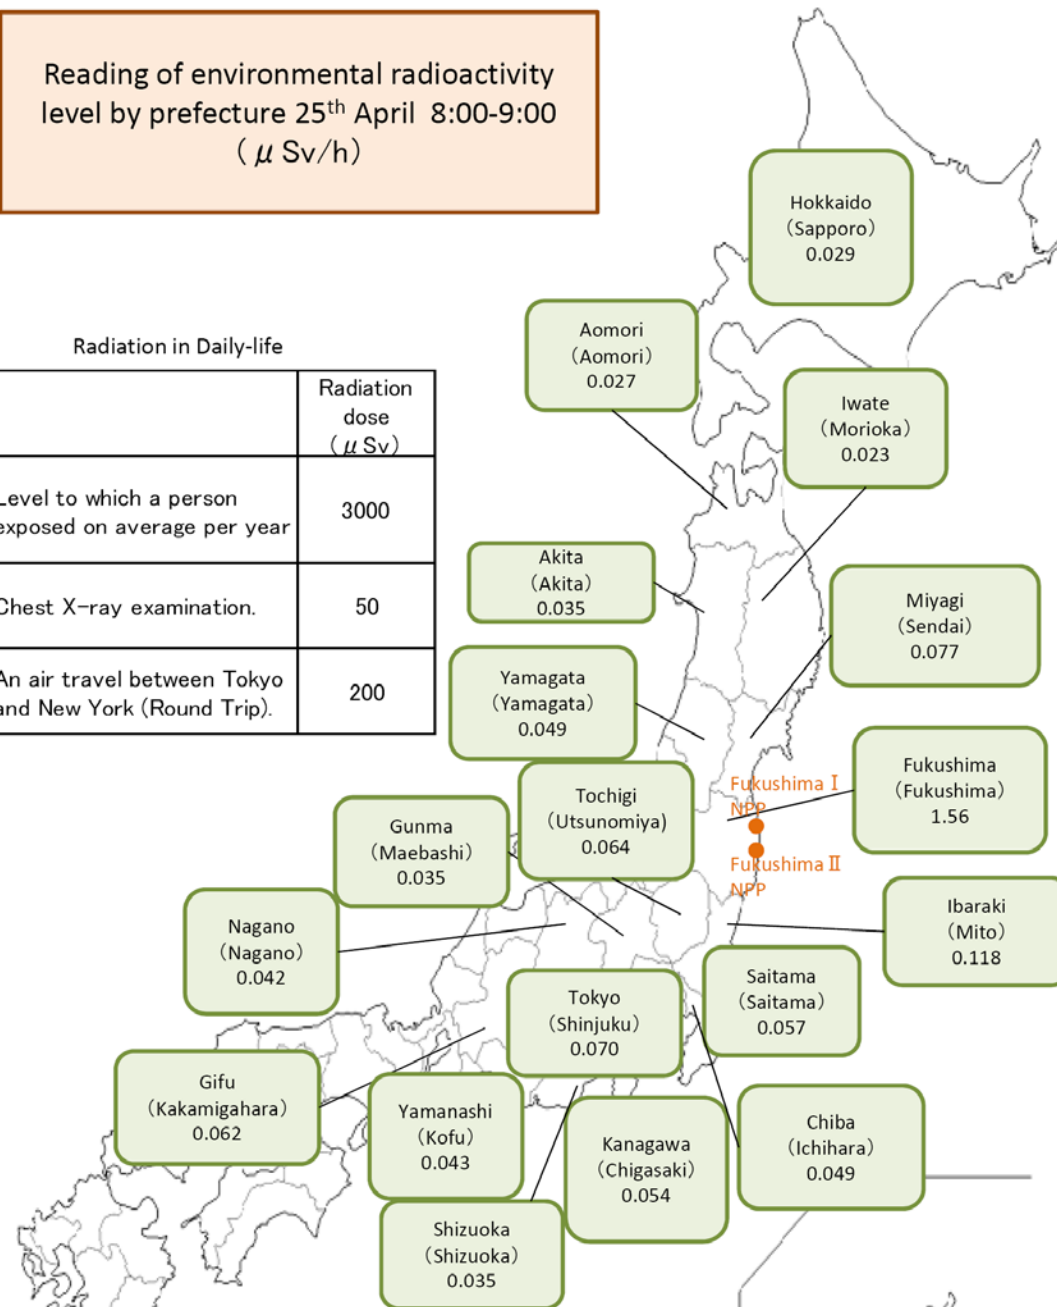 Reading of environmental radioactivity
level by prefecture 25th April 8:00-9:00
(μ Sv/h)
Hokkaido
(Sapporo)
0.029
Aomori
(Aomori)
0.027
Radiation in Daily-life
Radiation
dose
(μ Sv)
Level to which a person
exposed on average per year
3000
Chest X-ray examination.
50
An air travel between Tokyo
and New York (Round Trip).
200
Iwate
(Morioka)
0.023
Akita
(Akita)
0.035
Miyagi
(Sendai)
0.077
Yamagata
(Yamagata)
0.049
Fukushima
(Fukushima)
1.56
Fukushima Ⅰ
NPP
Fukushima Ⅱ
NPP
Tochigi
(Utsunomiya)
0.064
Gunma
(Maebashi)
0.035
Nagano
(Nagano)
0.042
Ibaraki
(Mito)
0.118
Saitama
(Saitama)
0.057
Tokyo
(Shinjuku)
0.070
Gifu
(Kakamigahara)
0.062
Yamanashi
(Kofu)
0.043
Kanagawa
(Chigasaki)
0.054
Chiba
(Ichihara)
0.049
Shizuoka
(Shizuoka)
0.035